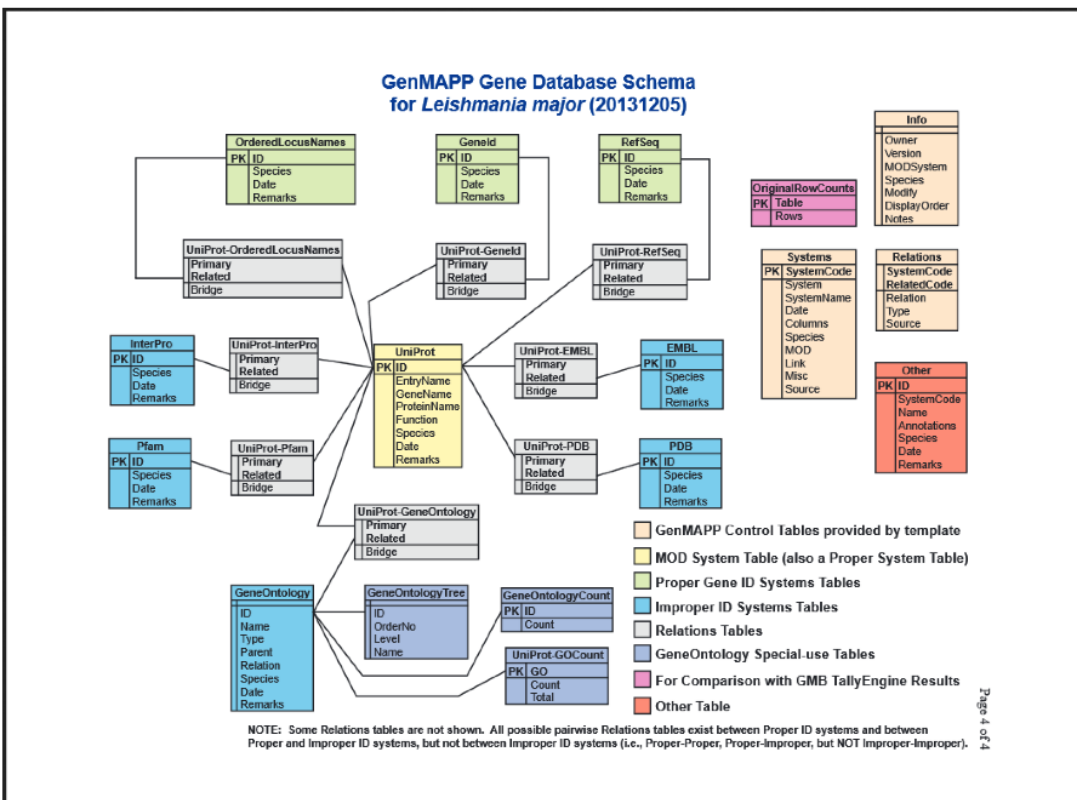 GenMAPP Gene Database Schema
for Leishmania major (20131205)
OrderedLocusNames
PK ID
Species
Date
Remarks
GeneId
PK ID
Species
Date
Remarks
RefSeq
PK ID
Species
Date
Remarks
Info
Owner
Version
MODSystem
Species
Modify
DisplayOrder
Notes
OriginalRowCounts
PK Table
Rows
UniProt-OrderedLocusNames
Primary
Related
Bridge
UniProt-GeneId
Primary
Related
Bridge
UniProt-RefSeq
Primary
Related
Bridge
Systems
PK SystemCode
System
SystemName
Date
Columns
Species
MOD
Link
Misc
Source
Relations
SystemCode
RelatedCode
Relation
Type
Source
InterPro
PK ID
Species
Date
Remarks
UniProt-InterPro
Primary
Related
Bridge
UniProt
PK ID
EntryName
GeneName
ProteinName
Function
Species
Date
Remarks
UniProt-EMBL
Primary
Related
Bridge
EMBL
PK ID
Species
Date
Remarks
Other
PK ID
SystemCode
Name
Annotations
Species
Date
Remarks
Pfam
PK ID
Species
Date
Remarks
UniProt-Pfam
Primary
Related
Bridge
UniProt-PDB
Primary
Related
Bridge
PDB
PK ID
Species
Date
Remarks
UniProt-GeneOntology
Primary
Related
Bridge
GeneOntology
ID
Name
Type
Parent
Relation
Species
Date
Remarks
GeneOntologyTree
ID
OrderNo
Level
Name
GeneOntologyCount
PK ID
Count
UniProt-GOCount
PK GO
Count
Total
GenMAPP Control Tables provided by template
MOD System Table (also a Proper System Table)
Proper Gene ID Systems Tables
Improper ID Systems Tables
Relations Tables
GeneOntology Special-use Tables
For Comparison with GMB TallyEngine Results
Other Table
NOTE: Some Relations tables are not shown. All possible pairwise Relations tables exist between Proper ID systems and between
Proper and Improper ID systems, but not between Improper ID systems (i.e., Proper-Proper, Proper-Improper, but NOT Improper-Improper).
Page 4 of 4